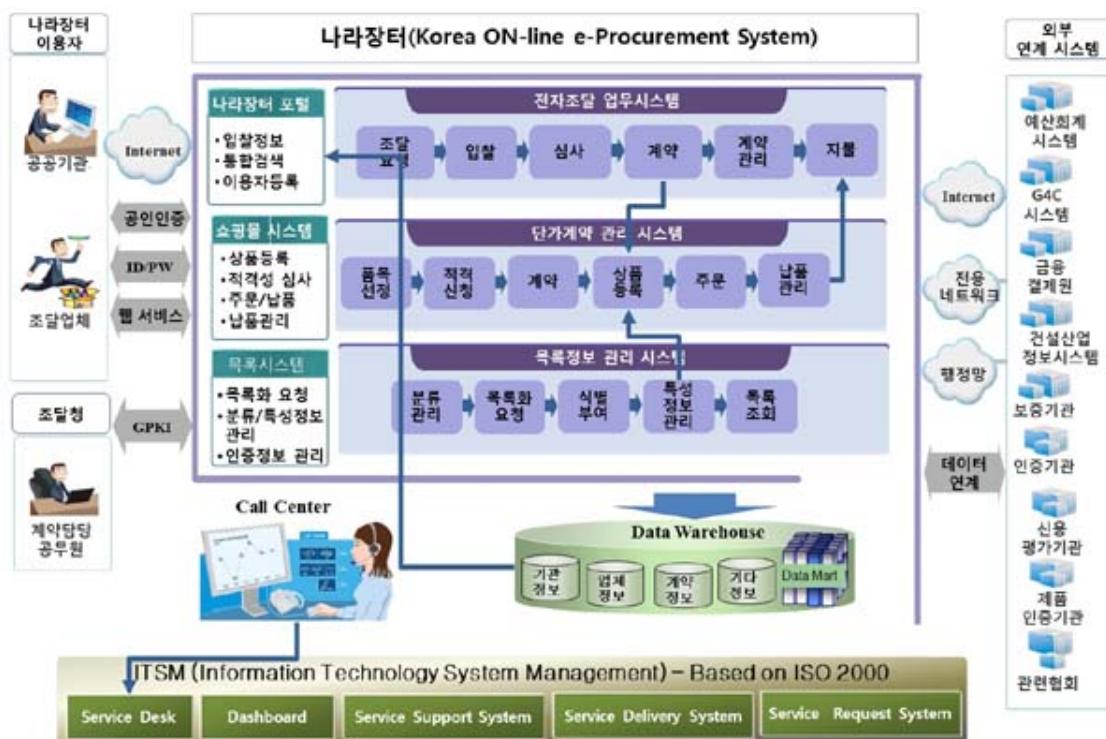 나라장터
이용자
공공기관
조달업체
조달청
계약담당
공무원
Internet
공인인증
ID/PW
웹 서비스
GPKI
나라장터(Korea ON-line e-Procurement System)
나라장터 포털
•입찰정보
•통합검색
•이용자등록
쇼핑몰 시스템
•상품등록
•적격성 심사
•주문/납품
•납품관리
목록시스템
•목록화 요청
•분류/특성정보
관리
•인증정보 관리
전자조달 업무시스템
조달
요청
입찰
심사
계약
계약
관리
지불
단가계약 관리 시스템
품목
선정
적격
신청
계약
상품
등록
주문
납품
관리
목록정보 관리 시스템
분류
관리
목록화
요청
식별
부여
특성
정보
관리
목록
조회
Call Center
Data Warehouse
기관
정보
업체
정보
계약
정보
기타
정보
Data Mart
Internet
전용
네트워크
행정망
데이터
연계
외부
연계 시스템
예산회계
시스템
G4C
시스템
금융
결제원
건설산업
정보시스템
보증기관
인증기관
신용
평가기관
제품
인증기관
관련협회
ITSM (Information Technology System Management) – Based on ISO 2000
Service Desk
Dashboard
Service Support System
Service Delivery System
Service Request System